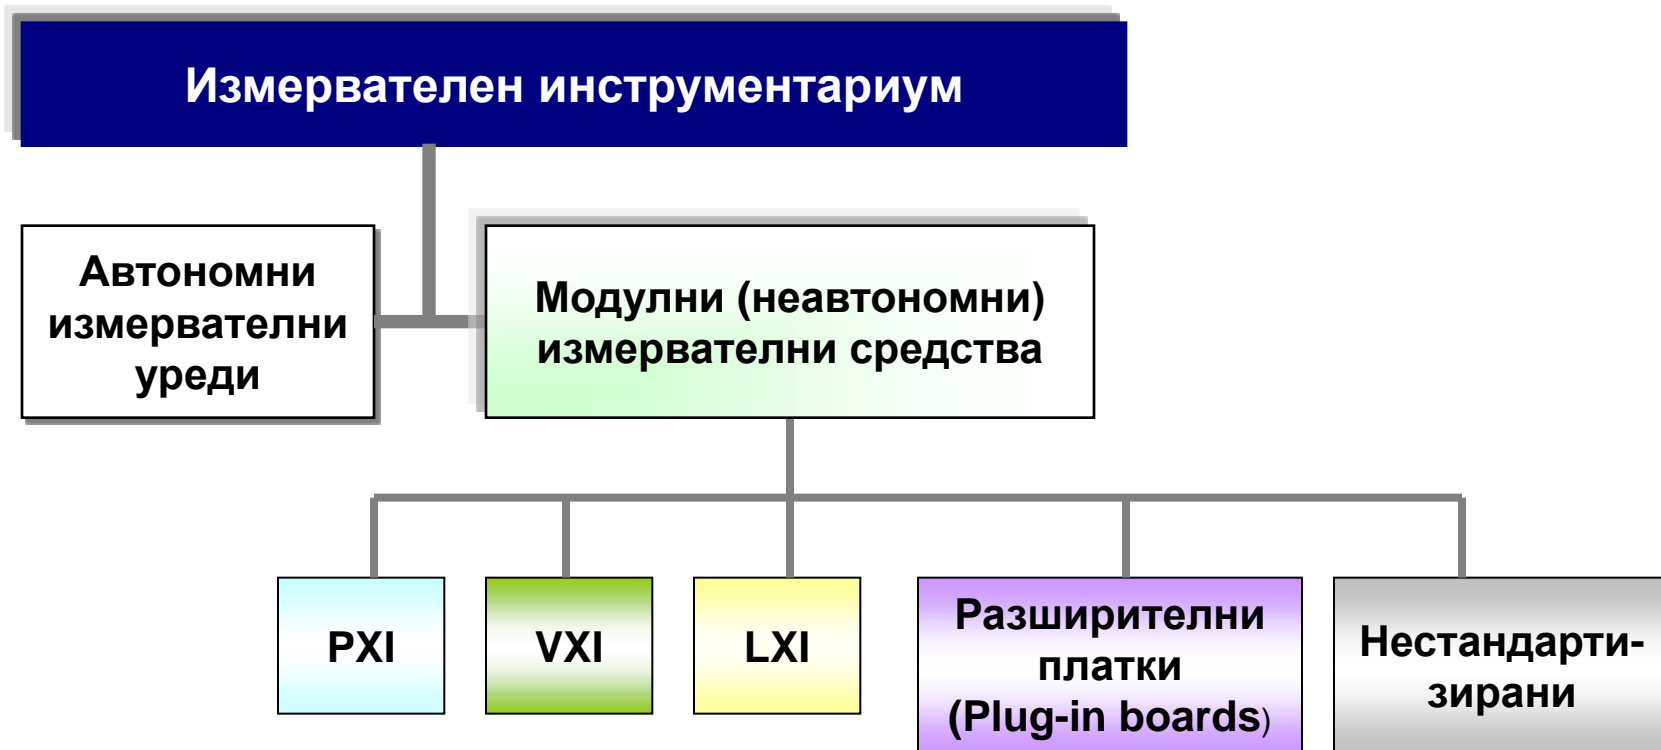 Измервателен инструментариум
Автономни
измервателни
уреди
Модулни (неавтономни)
измервателни средства
PXI
VXI
LXI
Разширителни
платки
(Plug-in boards)
Нестандарти-
зирани